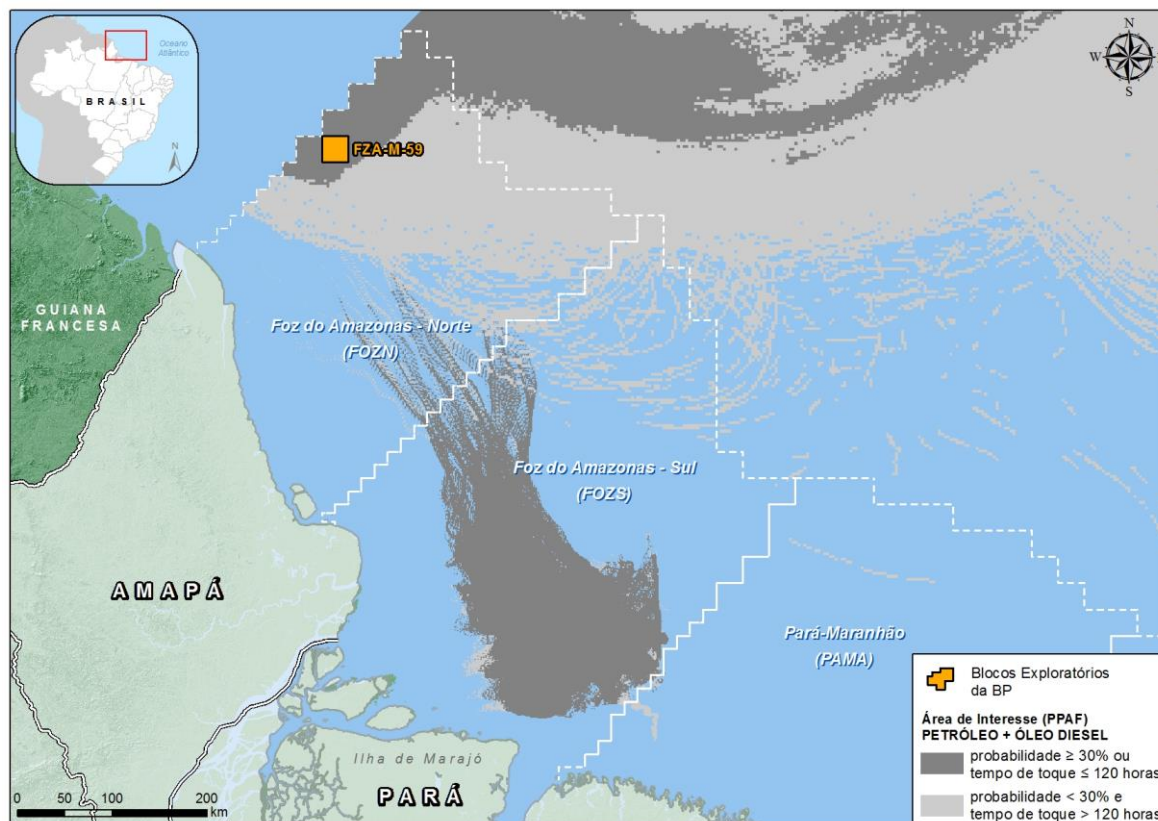 Oceano
Atlântico
BRASIL
N
N
W
E
S
FZA-M-59
GUIANA
FRANCESA
Foz do Amazonas - Norte
(FOZN)
Foz do Amazonas - Sul
(FOZS)
AMAPÁ
Pará-Maranhão
(PAMA)
Ilha de Marajó
PARÁ
0 50 100 200
km
Blocos Exploratórios
da BP
Área de Interesse (PPAF)
PETRÓLEO + ÓLEO DIESEL
probabilidade ≥ 30% ou
tempo de toque ≤ 120 horas
probabilidade < 30% e
tempo de toque > 120 horas